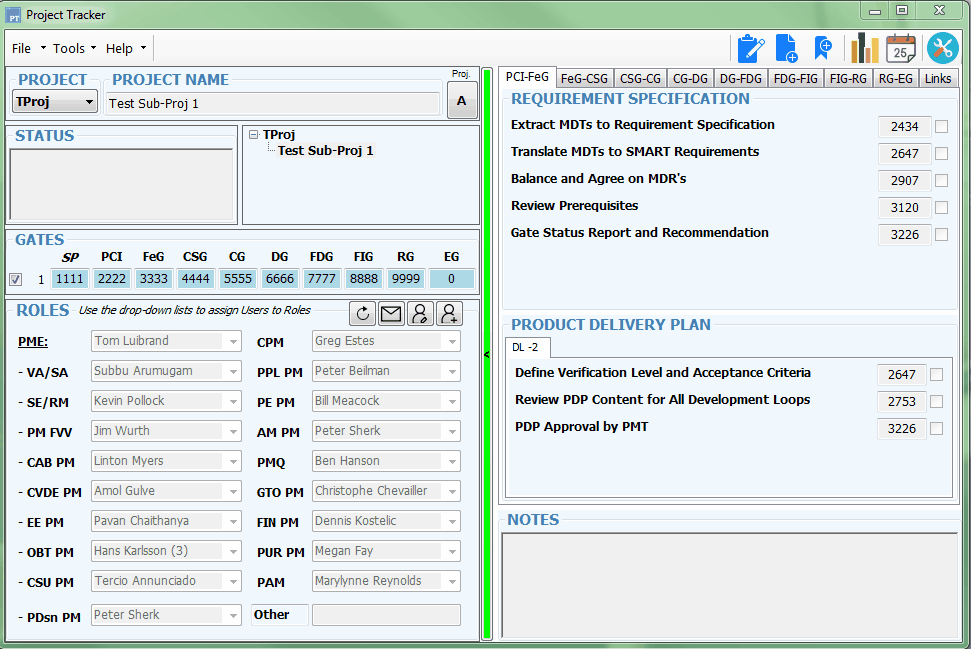 PT Project Tracker
File Tools Help
25
PROJECT PROJECT NAME Proj.
TProj Test Sub-Proj 1 A
STATUS
TProj
Test Sub-Proj 1
GATES
SP PCI FeG CSG CG DG FDG FIG RG EG
1 1111 2222 3333 4444 5555 6666 7777 8888 9999 0
ROLES Use the drop-down lists to assign Users to Roles
PME: Tom Luibrand CPM Greg Estes
- VA/SA Subbu Arumugam PPL PM Peter Beilman
- SE/RM Kevin Pollock PE PM Bill Meacock
- PM FVV Jim Wurth AM PM Peter Sherk
- CAB PM Linton Myers PMQ Ben Hanson
- CVDE PM Amol Gulve GTO PM Christophe Chevailler
- EE PM Pavan Chaithanya FIN PM Dennis Kostelic
- OBT PM Hans Karlsson (3) PUR PM Megan Fay
- CSU PM Tercio Annunciado PAM Marylynne Reynolds
- PDsn PM Peter Sherk Other
<
PCI-FeG FeG-CSG CSG-CG CG-DG DG-FDG FDG-FIG FIG-RG RG-EG Links
REQUIREMENT SPECIFICATION
Extract MDTs to Requirement Specification 2434
Translate MDTs to SMART Requirements 2647
Balance and Agree on MDR's 2907
Review Prerequisites 3120
Gate Status Report and Recommendation 3226
PRODUCT DELIVERY PLAN
DL -2
Define Verification Level and Acceptance Criteria 2647
Review PDP Content for All Development Loops 2753
PDP Approval by PMT 3226
NOTES